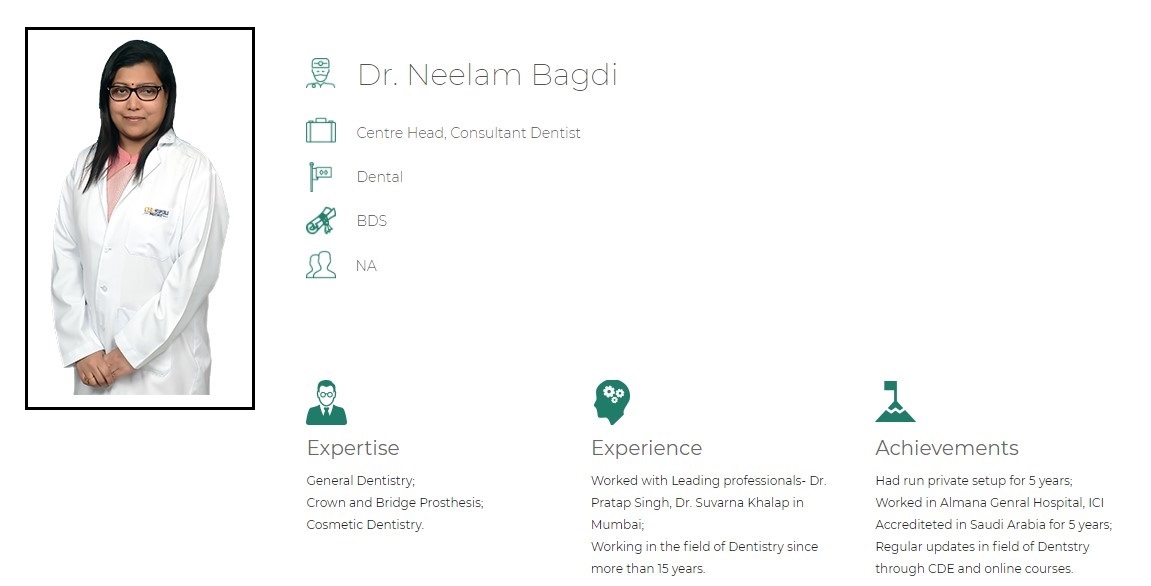 Dr. Neelam Bagdi
Centre Head, Consultant Dentist
Dental
BDS
NA
Expertise
General Dentistry;
Crown and Bridge Prosthesis;
Cosmetic Dentistry.
Experience
Worked with Leading professionals- Dr.
Pratap Singh, Dr. Suvarna Khalap in
Mumbai;
Working in the field of Dentistry since
more than 15 years.
Achievements
Had run private setup for 5 years;
Worked in Almana Genral Hospital, ICI
Accrediteted in Saudi Arabia for 5 years;
Regular updates in field of Dentstry
through CDE and online courses.